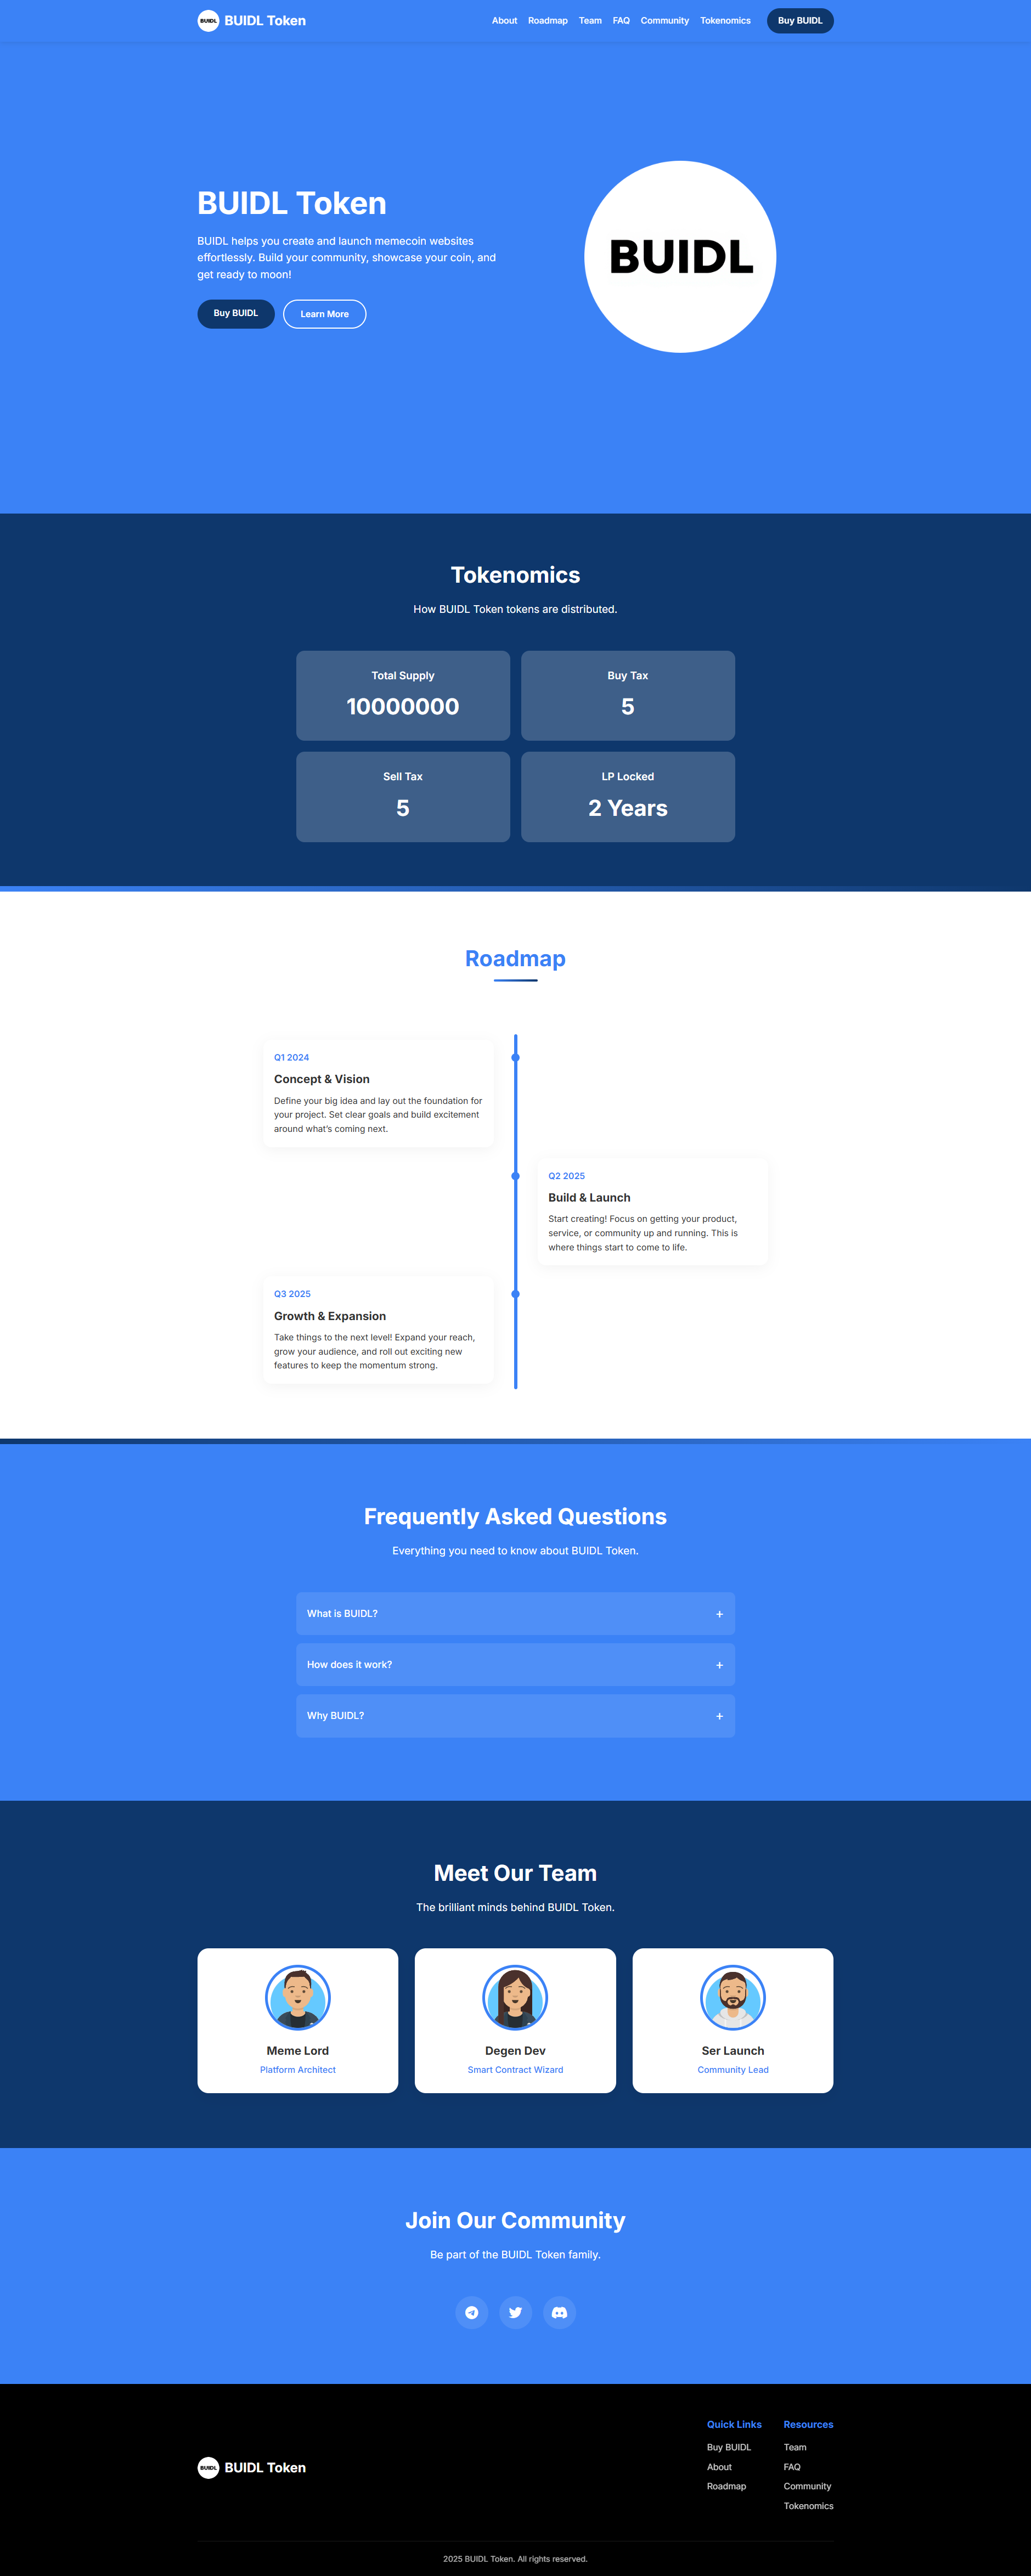 BUIDL
BUIDL Token
About
Roadmap
Team
FAQ
Community
Tokenomics
Buy BUIDL
BUIDL Token
BUIDL helps you create and launch memecoin websites
effortlessly. Build your community, showcase your coin, and
get ready to moon!
Buy BUIDL
Learn More
BUIDL
Tokenomics
How BUIDL Token tokens are distributed.
Total Supply
10000000
Buy Tax
5
Sell Tax
5
LP Locked
2 Years
Roadmap
Q1 2024
Concept & Vision
Define your big idea and lay out the foundation for
your project. Set clear goals and build excitement
around what’s coming next.
Q2 2025
Build & Launch
Start creating! Focus on getting your product,
service, or community up and running. This is
where things start to come to life.
Q3 2025
Growth & Expansion
Take things to the next level! Expand your reach,
grow your audience, and roll out exciting new
features to keep the momentum strong.
Frequently Asked Questions
Everything you need to know about BUIDL Token.
What is BUIDL?
+
How does it work?
+
Why BUIDL?
+
Meet Our Team
The brilliant minds behind BUIDL Token.
Meme Lord
Platform Architect
Degen Dev
Smart Contract Wizard
Ser Launch
Community Lead
Join Our Community
Be part of the BUIDL Token family.
BUIDL
BUIDL Token
Quick Links
Buy BUIDL
About
Roadmap
Resources
Team
FAQ
Community
Tokenomics
2025 BUIDL Token. All rights reserved.